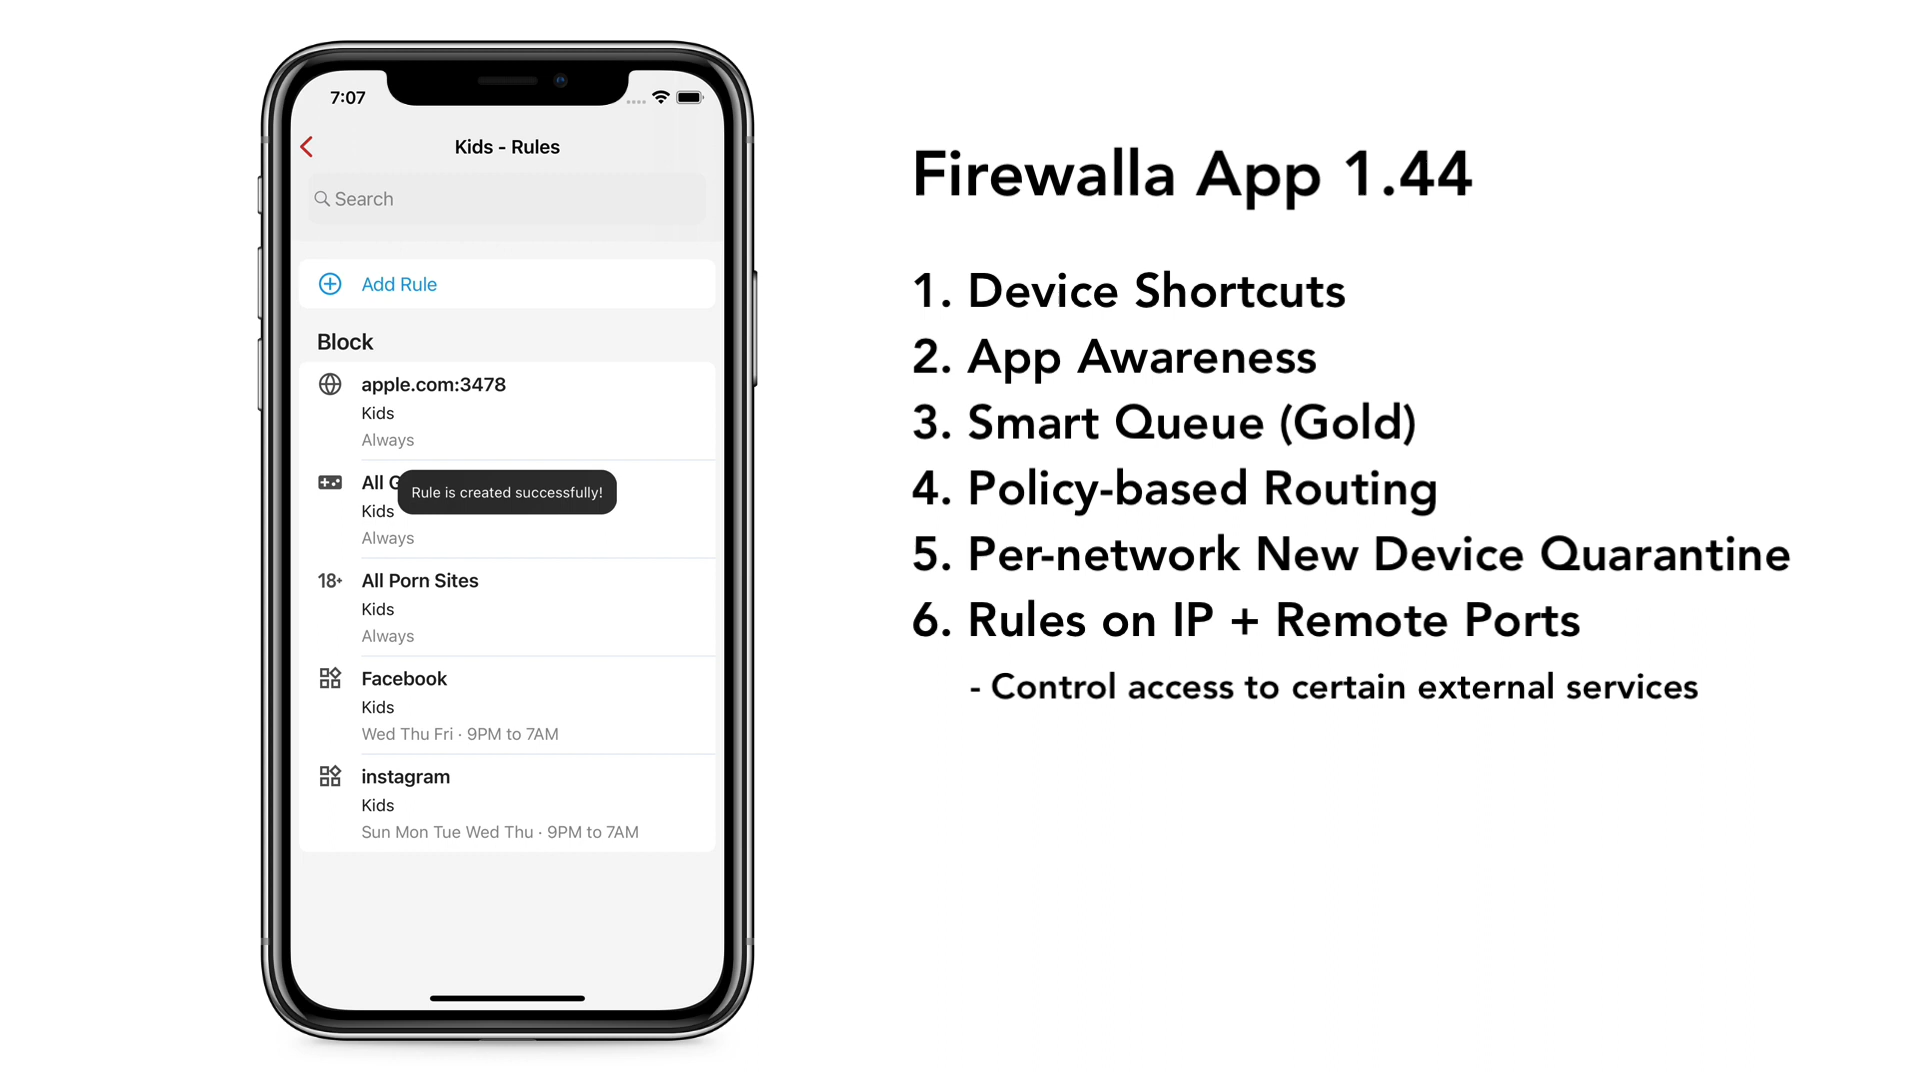 7:07
Kids - Rules
Search
Add Rule
Block
apple.com:3478
Kids
Always
All
Rule is created successfully!
Kids
Always
18+ All Porn Sites
Kids
Always
Facebook
Kids
Wed Thu Fri · 9PM to 7AM
instagram
Kids
Sun Mon Tue Wed Thu · 9PM to 7AM
Firewalla App 1.44
1. Device Shortcuts
2. App Awareness
3. Smart Queue (Gold)
4. Policy-based Routing
5. Per-network New Device Quarantine
6. Rules on IP + Remote Ports
- Control access to certain external services